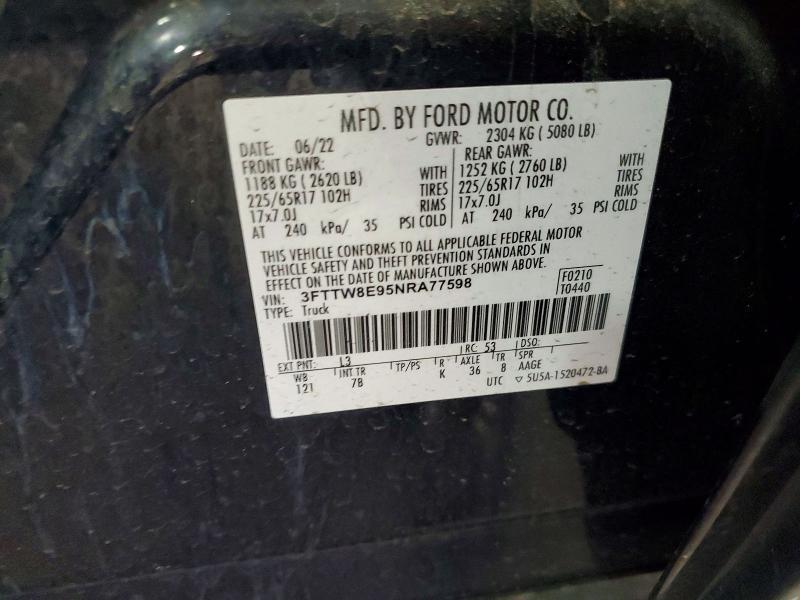 MFD. BY FORD MOTOR CO.
DATE: 06/22 GVWR: 2304 KG ( 5080 LB)
FRONT GAWR: REAR GAWR:
1188 KG ( 2620 LB) WITH 1252 KG ( 2760 LB) WITH
225/65R17 102H TIRES 225/65R17 102H TIRES
17x7.0J RIMS 17x7.0J RIMS
AT 240 kPa/ 35 PSI COLD AT 240 kPa/ 35 PSI COLD
THIS VEHICLE CONFORMS TO ALL APPLICABLE FEDERAL MOTOR
VEHICLE SAFETY AND THEFT PREVENTION STANDARDS IN
EFFECT ON THE DATE OF MANUFACTURE SHOWN ABOVE.
VIN: 3FTTW8E95NRA77598 F0210
TYPE: Truck T0440
EXT PNT: L3 RC: 53 DSO:
WB INT TR TP/PS R AXLE TR SPR
121 7B K 36 8 AAGE
UTC ▽ 5U5A-1520472-BA